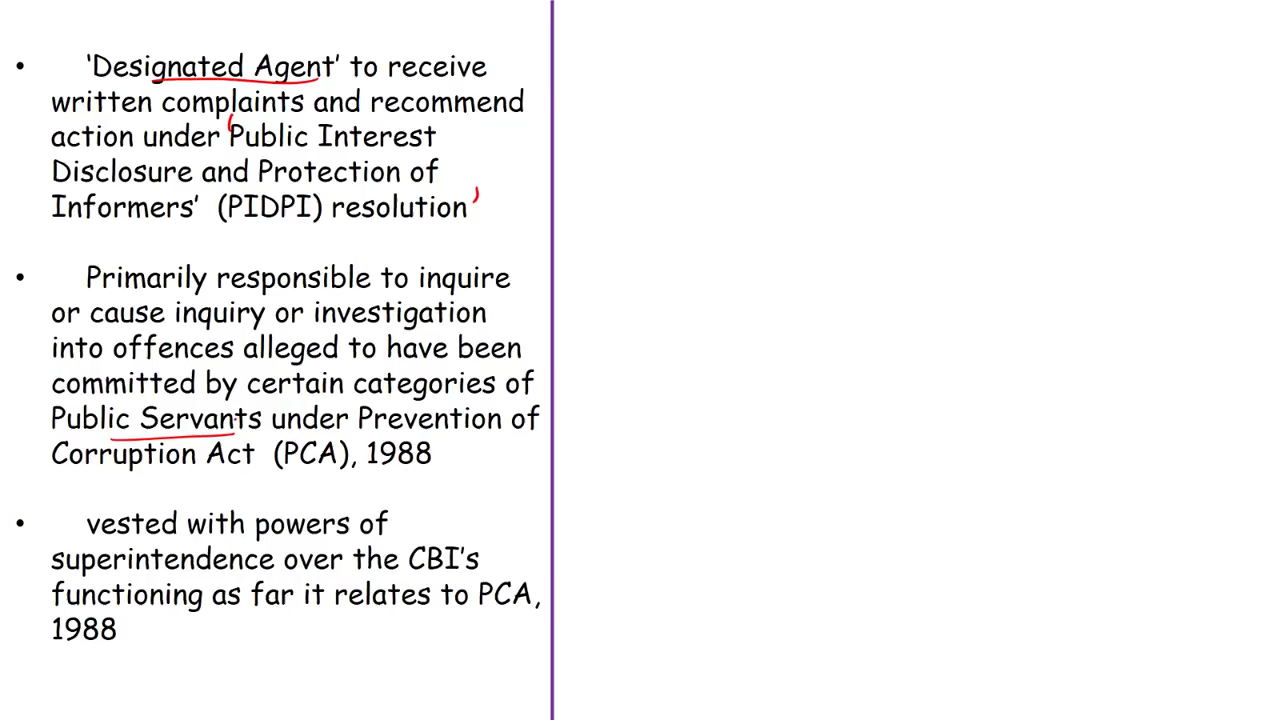 • ‘Designated Agent’ to receive
written complaints and recommend
action under Public Interest
Disclosure and Protection of
Informers’ (PIDPI) resolution
• Primarily responsible to inquire
or cause inquiry or investigation
into offences alleged to have been
committed by certain categories of
Public Servants under Prevention of
Corruption Act (PCA), 1988
• vested with powers of
superintendence over the CBI’s
functioning as far it relates to PCA,
1988